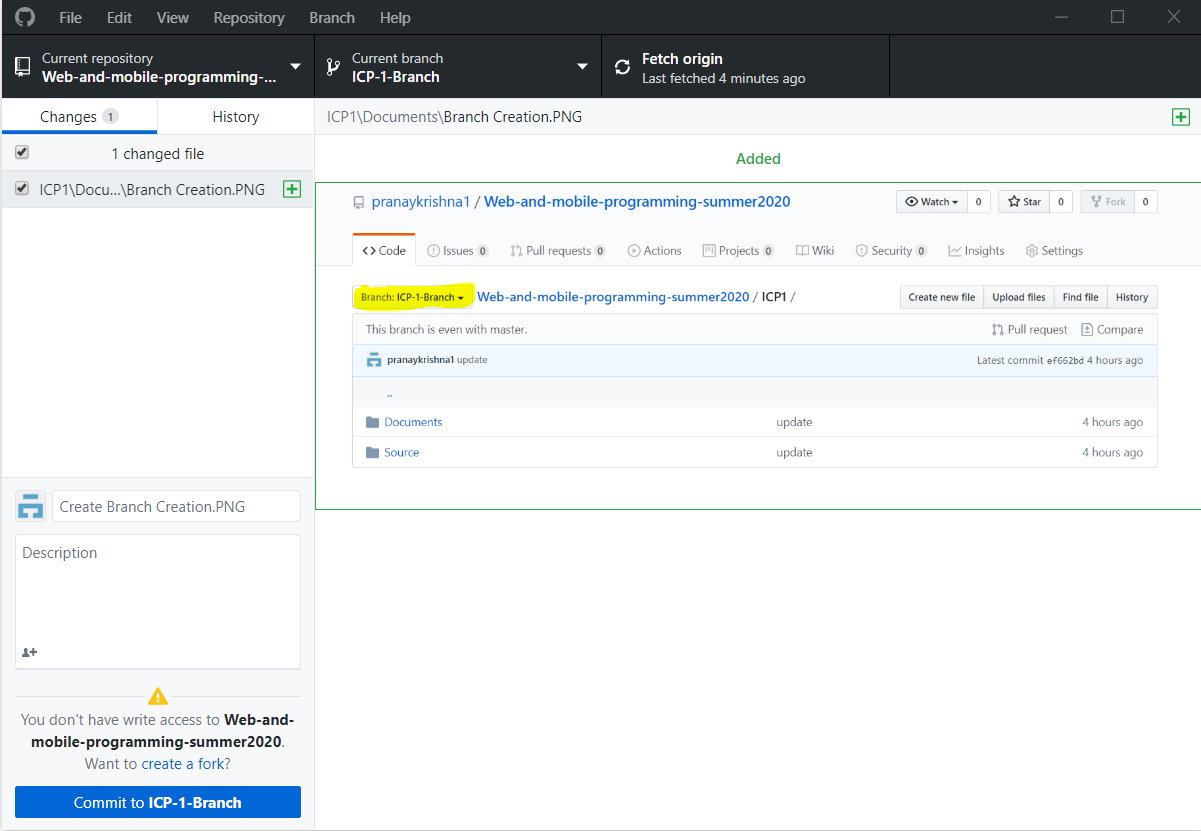 File Edit View Repository Branch Help
Current repository
Web-and-mobile-programming-...
Current branch
ICP-1-Branch
Fetch origin
Last fetched 4 minutes ago
Changes 1
History
ICP1\Documents\Branch Creation.PNG
1 changed file
ICP1\Docu...\Branch Creation.PNG
Added
pranaykrishna1 / Web-and-mobile-programming-summer2020
Watch 0 Star 0 Fork 0
Code Issues 0 Pull requests 0 Actions Projects 0 Wiki Security 0 Insights Settings
Branch: ICP-1-Branch Web-and-mobile-programming-summer2020 / ICP1 /
Create new file Upload files Find file History
This branch is even with master.
Pull request Compare
pranaykrishna1 update
Latest commit ef662bd 4 hours ago
..
Documents update 4 hours ago
Source update 4 hours ago
Create Branch Creation.PNG
Description
You don't have write access to Web-and-
mobile-programming-summer2020.
Want to create a fork?
Commit to ICP-1-Branch